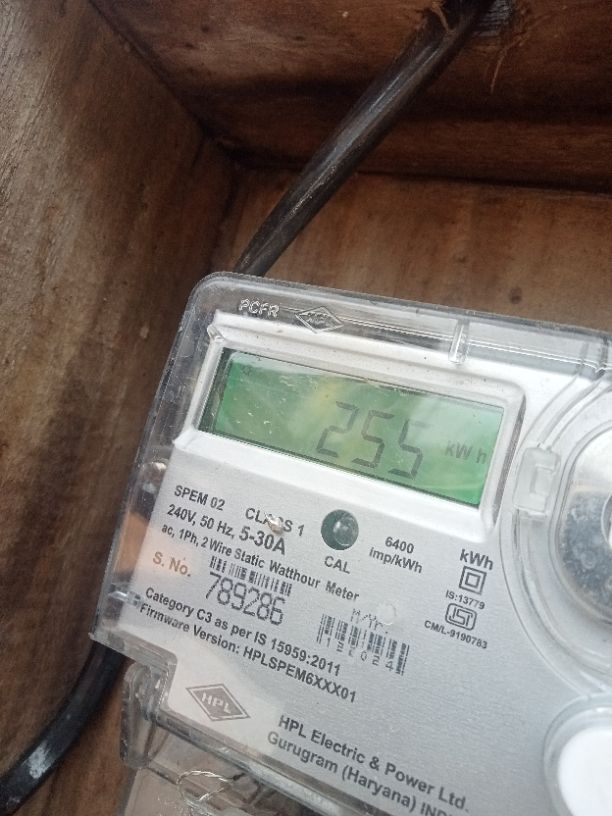 PCFR
255 kWh
SPEM 02 CLASS 1
240V, 50 Hz, 5-30A
ac, 1Ph, 2 Wire Static Watthour Meter
CAL
6400
imp/kWh
kWh
S. No.
789286
IS:13779
CM/L-9190783
Category C3 as per IS 15959:2011
Firmware Version: HPLSPEM6XXX01
HPL
HPL Electric & Power Ltd.
Gurugram (Haryana)